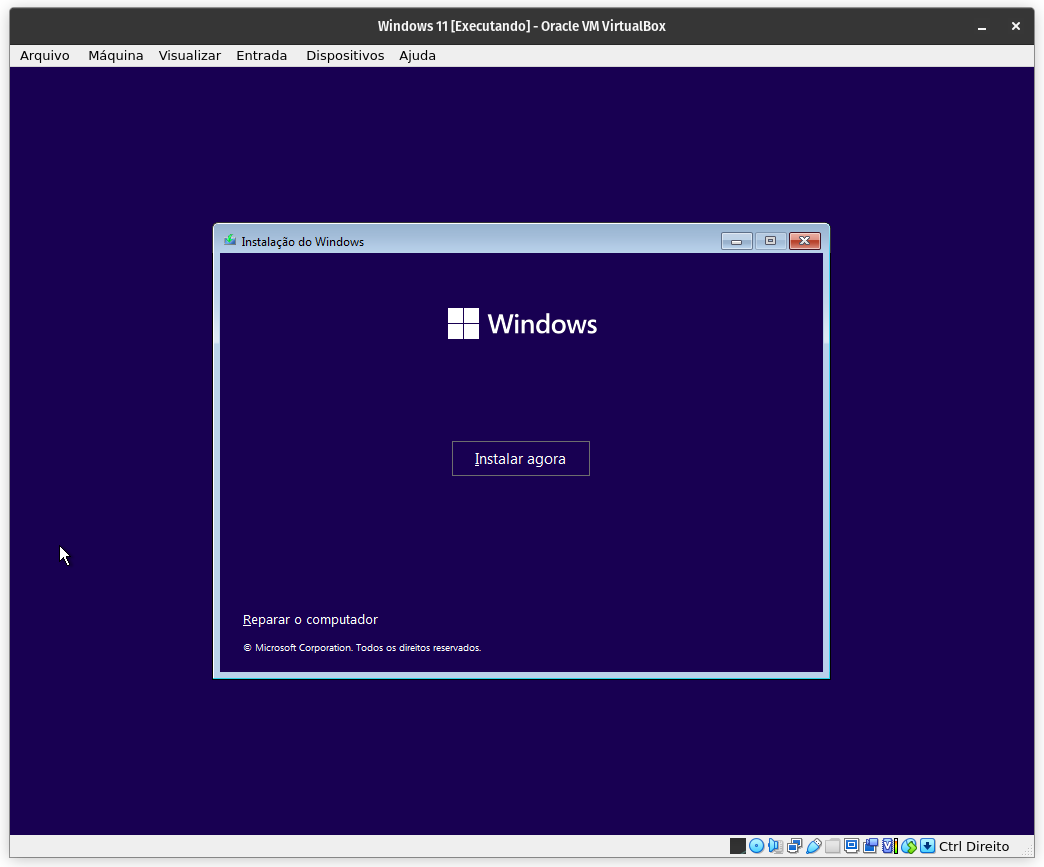 Windows 11 [Executando] - Oracle VM VirtualBox
Arquivo Máquina Visualizar Entrada Dispositivos Ajuda
Instalação do Windows
Windows
Instalar agora
Reparar o computador
© Microsoft Corporation. Todos os direitos reservados.
Ctrl Direito